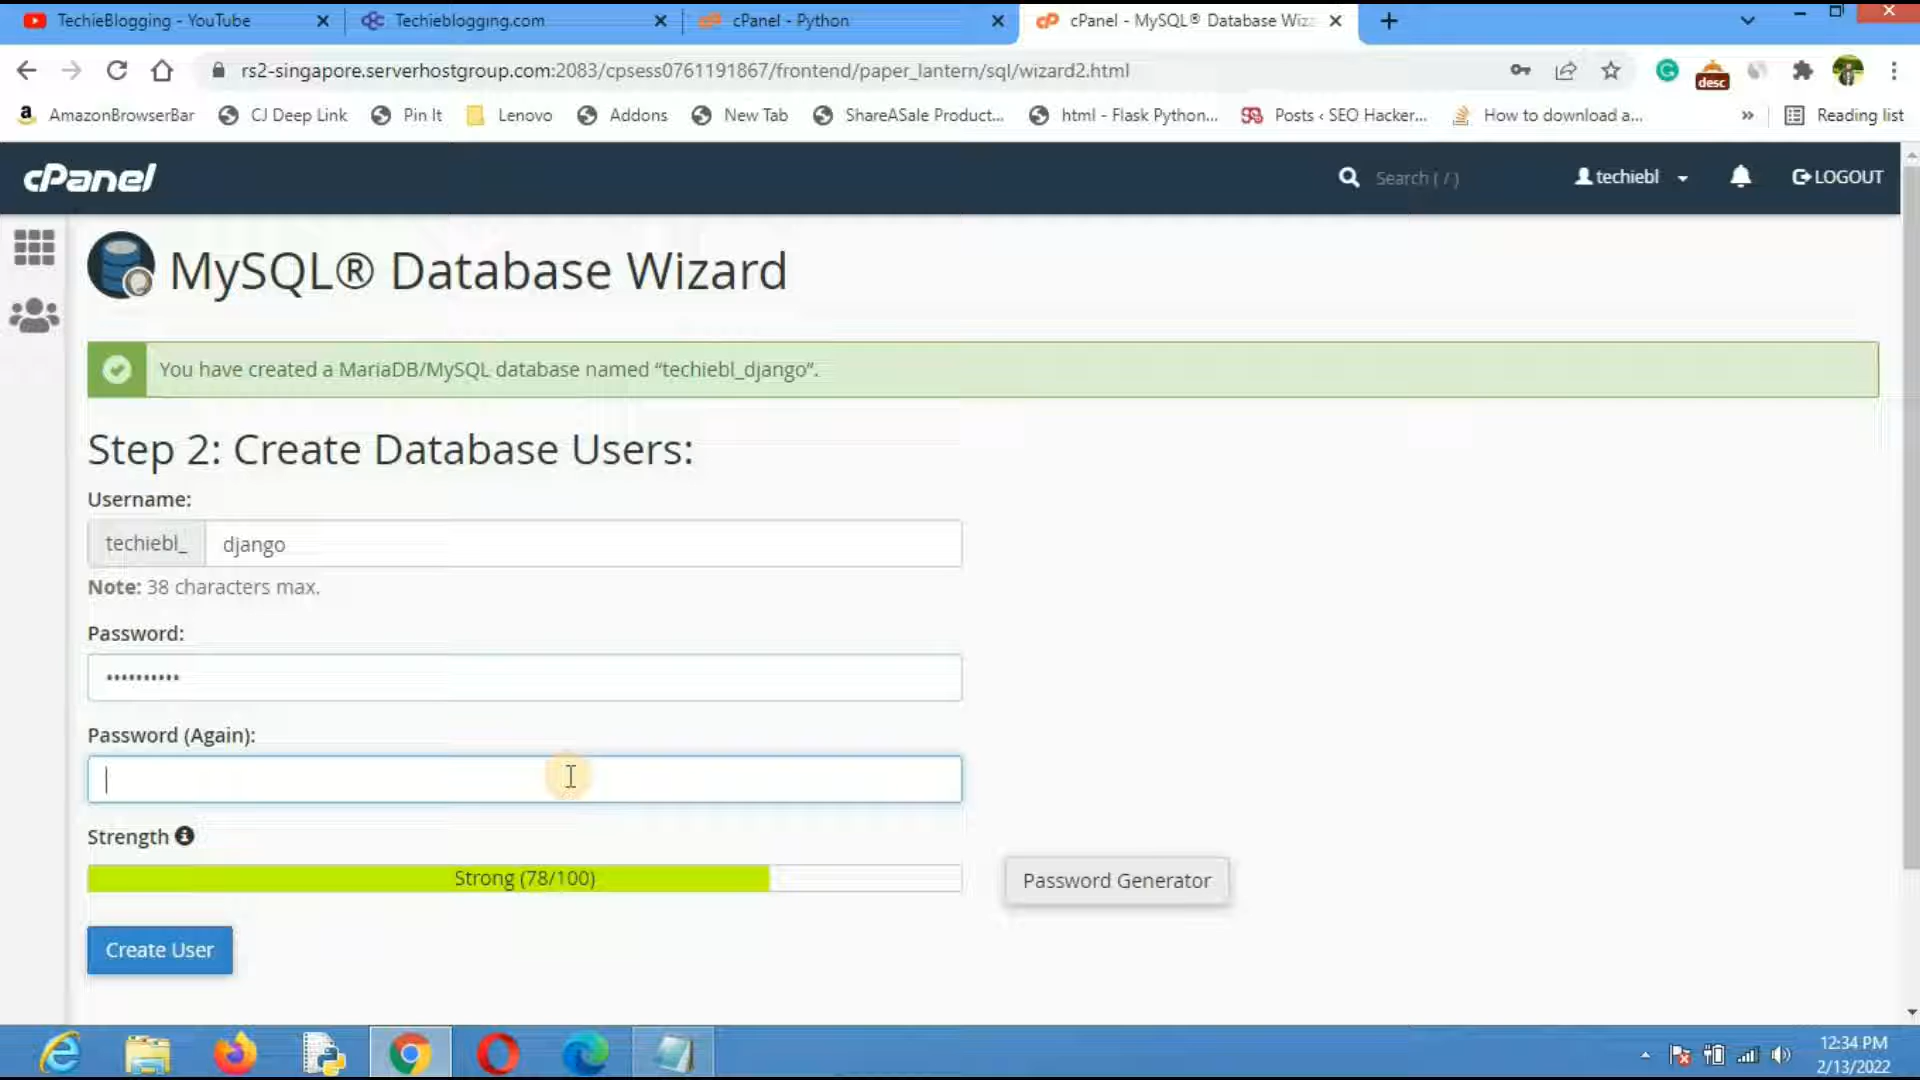 TechieBlogging - YouTube
Techieblogging.com
cPanel - Python
cPanel - MySQL® Database Wiz
rs2-singapore.serverhostgroup.com:2083/cpsess0761191867/frontend/paper_lantern/sql/wizard2.html
desc
AmazonBrowserBar
CJ Deep Link
Pin It
Lenovo
Addons
New Tab
ShareASale Product...
html - Flask Python...
Posts ‹ SEO Hacker...
How to download a...
»
Reading list
cPanel
Search ( / )
techiebl
LOGOUT
MySQL® Database Wizard
You have created a MariaDB/MySQL database named “techiebl_django”.
Step 2: Create Database Users:
Username:
techiebl_ django
Note: 38 characters max.
Password:
••••••••••
Password (Again):
Strength
Strong (78/100)
Password Generator
Create User
12:34 PM
2/13/2022